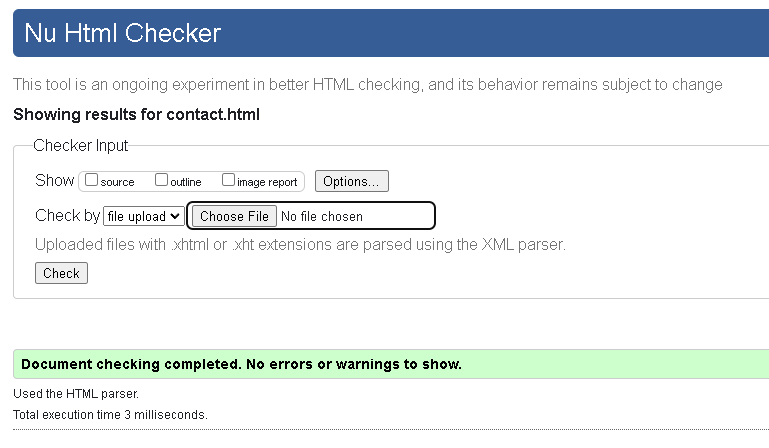 Nu Html Checker
This tool is an ongoing experiment in better HTML checking, and its behavior remains subject to change
Showing results for contact.html
Checker Input
Show source outline image report Options...
Check by file upload Choose File No file chosen
Uploaded files with .xhtml or .xht extensions are parsed using the XML parser.
Check
Document checking completed. No errors or warnings to show.
Used the HTML parser.
Total execution time 3 milliseconds.